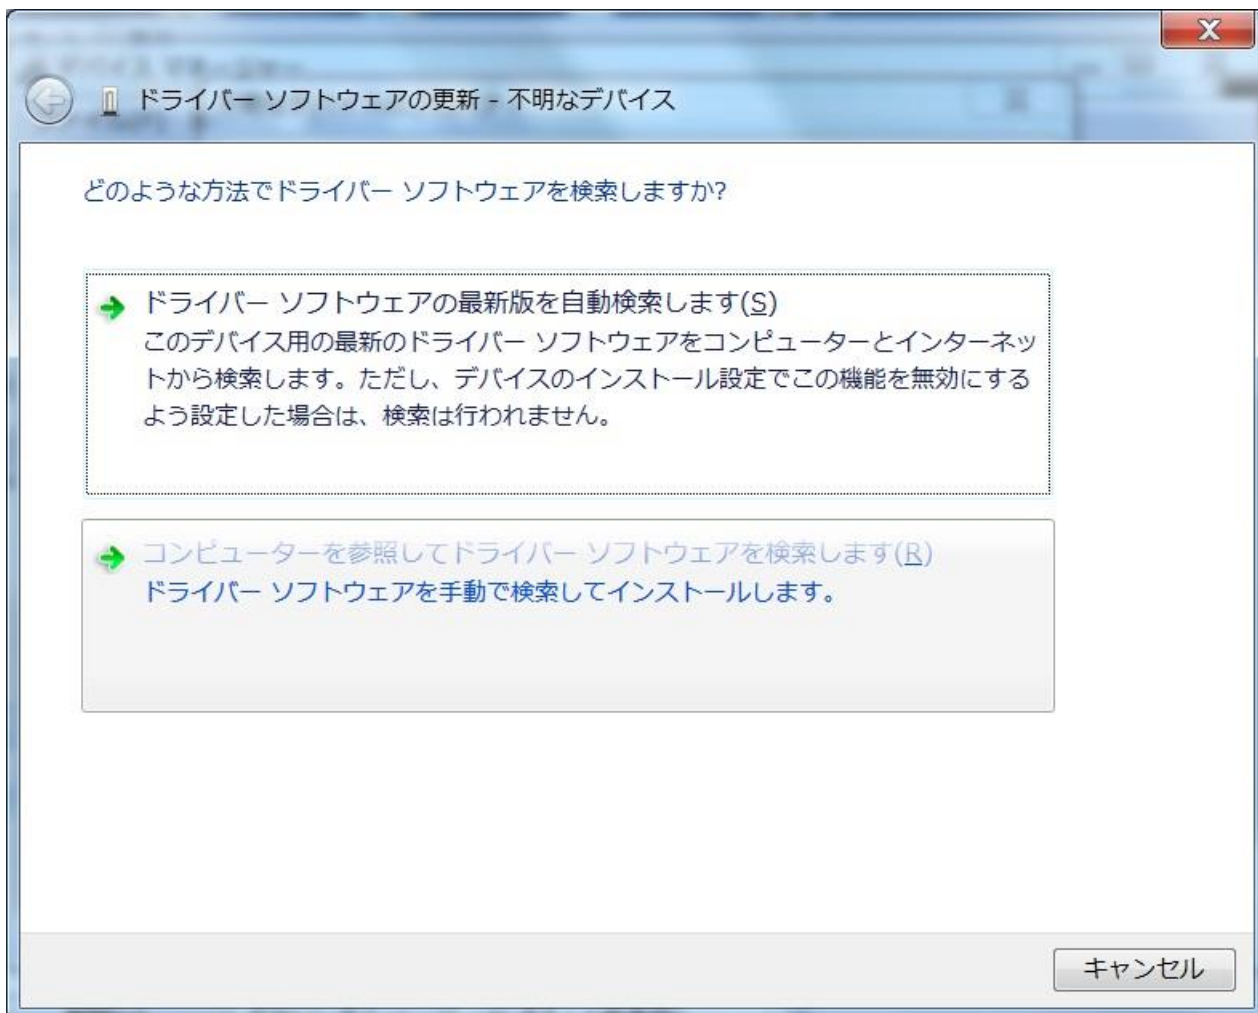 デバイス マネージャー
ドライバー ソフトウェアの更新 - 不明なデバイス
どのような方法でドライバー ソフトウェアを検索しますか?
ドライバー ソフトウェアの最新版を自動検索します(S)
このデバイス用の最新のドライバー ソフトウェアをコンピューターとインターネッ
トから検索します。ただし、デバイスのインストール設定でこの機能を無効にする
よう設定した場合は、検索は行われません。
コンピューターを参照してドライバー ソフトウェアを検索します(R)
ドライバー ソフトウェアを手動で検索してインストールします。
キャンセル